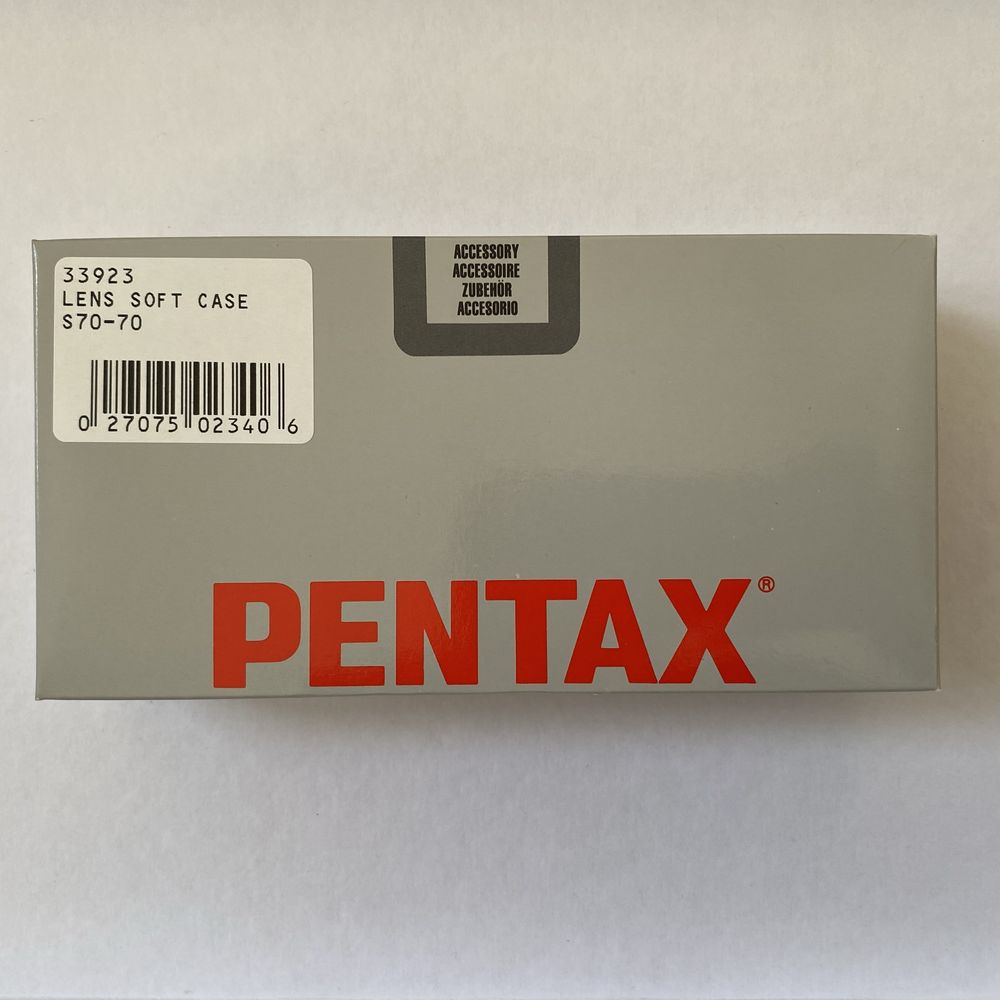 33923
LENS SOFT CASE
S70-70
0 27075 02340 6
ACCESSORY
ACCESSOIRE
ZUBEHÖR
ACCESORIO
PENTAX®